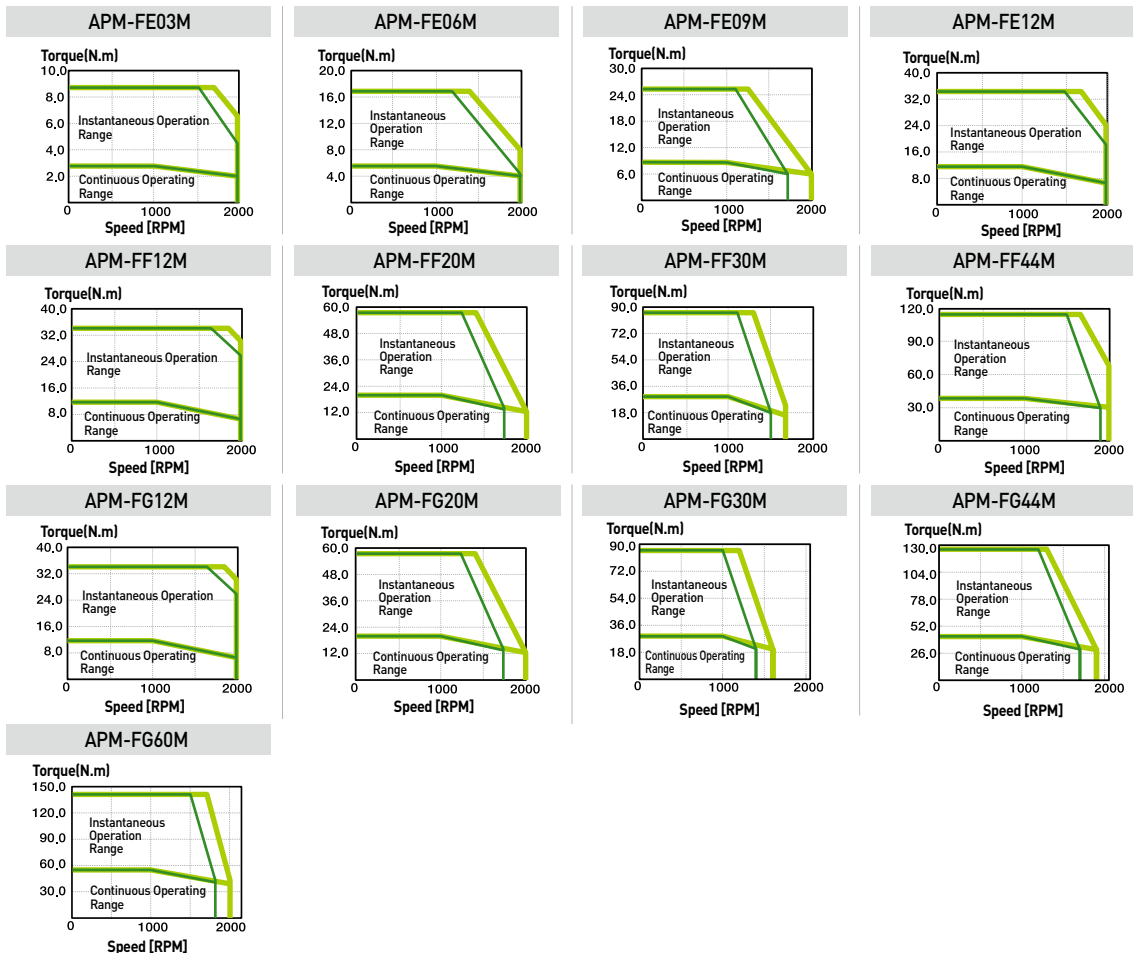 APM-FE03M
Torque(N.m)
10,0
8,0
6,0
4,0
2,0
Instantaneous Operation
Range
Continuous Operating
Range
0 1000 2000
Speed [RPM]
APM-FE06M
Torque(N.m)
20,0
16,0
12,0
8,0
4,0
Instantaneous
Operation
Range
Continuous Operating
Range
0 1000 2000
Speed [RPM]
APM-FE09M
Torque(N.m)
30,0
24,0
18,0
12,0
6,0
Instantaneous
Operation
Range
Continuous Operating
Range
0 1000 2000
Speed [RPM]
APM-FE12M
Torque(N.m)
40,0
32,0
24,0
16,0
8,0
Instantaneous Operation
Range
Continuous Operating
Range
0 1000 2000
Speed [RPM]
APM-FF12M
Torque(N.m)
40,0
32,0
24,0
16,0
8,0
Instantaneous Operation
Range
Continuous Operating
Range
0 1000 2000
Speed [RPM]
APM-FF20M
Torque(N.m)
60,0
48,0
36,0
24,0
12,0
Instantaneous
Operation
Range
Continuous Operating
Range
0 1000 2000
Speed [RPM]
APM-FF30M
Torque(N.m)
90,0
72,0
54,0
36,0
18,0
Instantaneous
Operation
Range
Continuous Operating
Range
0 1000 2000
Speed [RPM]
APM-FF44M
Torque(N.m)
120,0
90,0
60,0
30,0
Instantaneous
Operation
Range
Continuous Operating
Range
0 1000 2000
Speed [RPM]
APM-FG12M
Torque(N.m)
40,0
32,0
24,0
16,0
8,0
Instantaneous Operation
Range
Continuous Operating
Range
0 1000 2000
Speed [RPM]
APM-FG20M
Torque(N.m)
60,0
48,0
36,0
24,0
12,0
Instantaneous
Operation
Range
Continuous Operating
Range
0 1000 2000
Speed [RPM]
APM-FG30M
Torque(N.m)
90,0
72,0
54,0
36,0
18,0
Instantaneous
Operation
Range
Continuous Operating
Range
0 1000 2000
Speed [RPM]
APM-FG44M
Torque(N.m)
130,0
104,0
78,0
52,0
26,0
Instantaneous
Operation
Range
Continuous Operating
Range
0 1000 2000
Speed [RPM]
APM-FG60M
Torque(N.m)
150,0
120,0
90,0
60,0
30,0
Instantaneous
Operation
Range
Continuous Operating
Range
0 1000 2000
Speed [RPM]